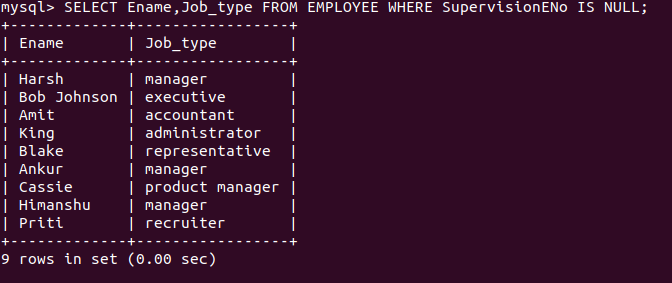 mysql> SELECT Ename,Job_type FROM EMPLOYEE WHERE SupervisionENo IS NULL;
+-------------+-----------------+
| Ename       | Job_type        |
+-------------+-----------------+
| Harsh       | manager         |
| Bob Johnson | executive       |
| Amit        | accountant      |
| King        | administrator   |
| Blake       | representative  |
| Ankur       | manager         |
| Cassie      | product manager |
| Himanshu    | manager         |
| Priti       | recruiter       |
+-------------+-----------------+
9 rows in set (0.00 sec)